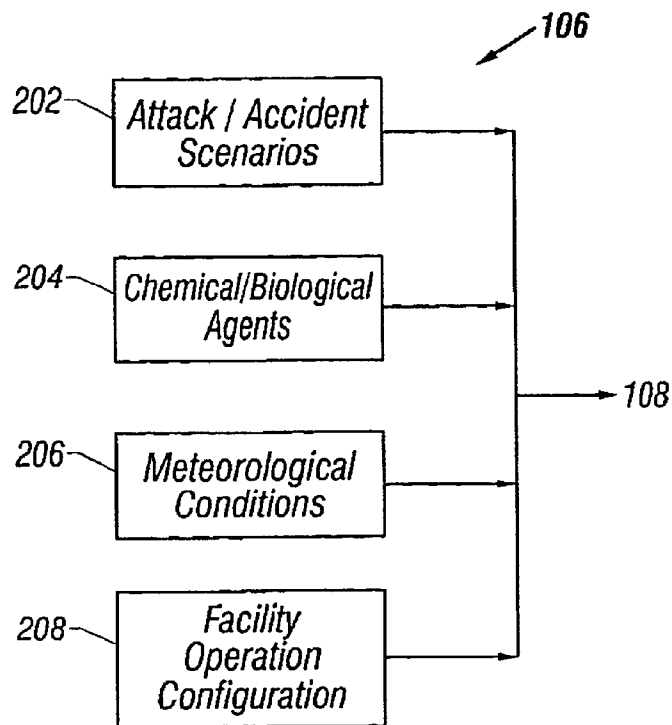 106
202
Attack / Accident
Scenarios
204
Chemical/Biological
Agents
108
206
Meteorological
Conditions
208
Facility
Operation
Configuration